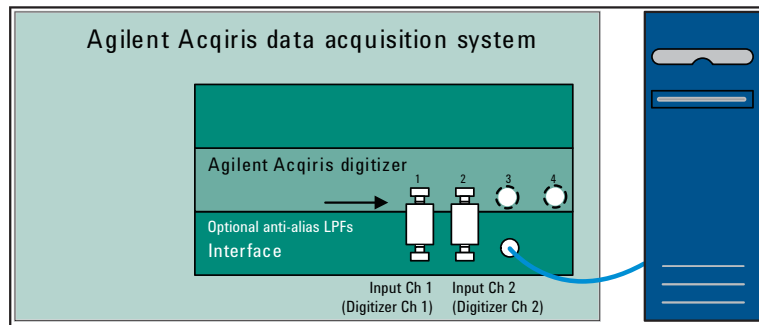 Agilent Acqiris data acquisition system
Agilent Acqiris digitizer
1 2 3 4
Optional anti-alias LPFs
Interface
Input Ch 1
(Digitizer Ch 1)
Input Ch 2
(Digitizer Ch 2)